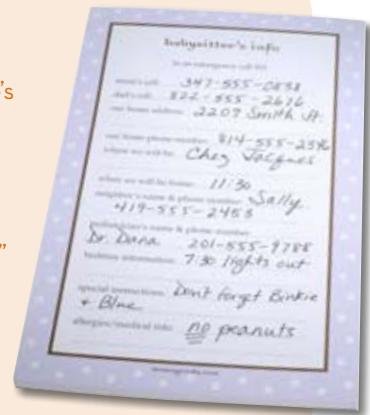 's
”
babysitter's info
in an emergency call 911
mom's cell: 347-555-0838
dad's cell: 822-555-2676
our home address: 2209 Smith St.
our home phone number: 814-555-2396
where we will be: Chez Jacques
when we will be home: 11:30
neighbor's name & phone number: Sally
419-555-2453
pediatrician's name & phone number:
Dr. Dana 201-555-9788
bedtime information: 7:30 lights out
special instructions: Don't forget Binkie
+ Blue
allergies/medical info: no peanuts